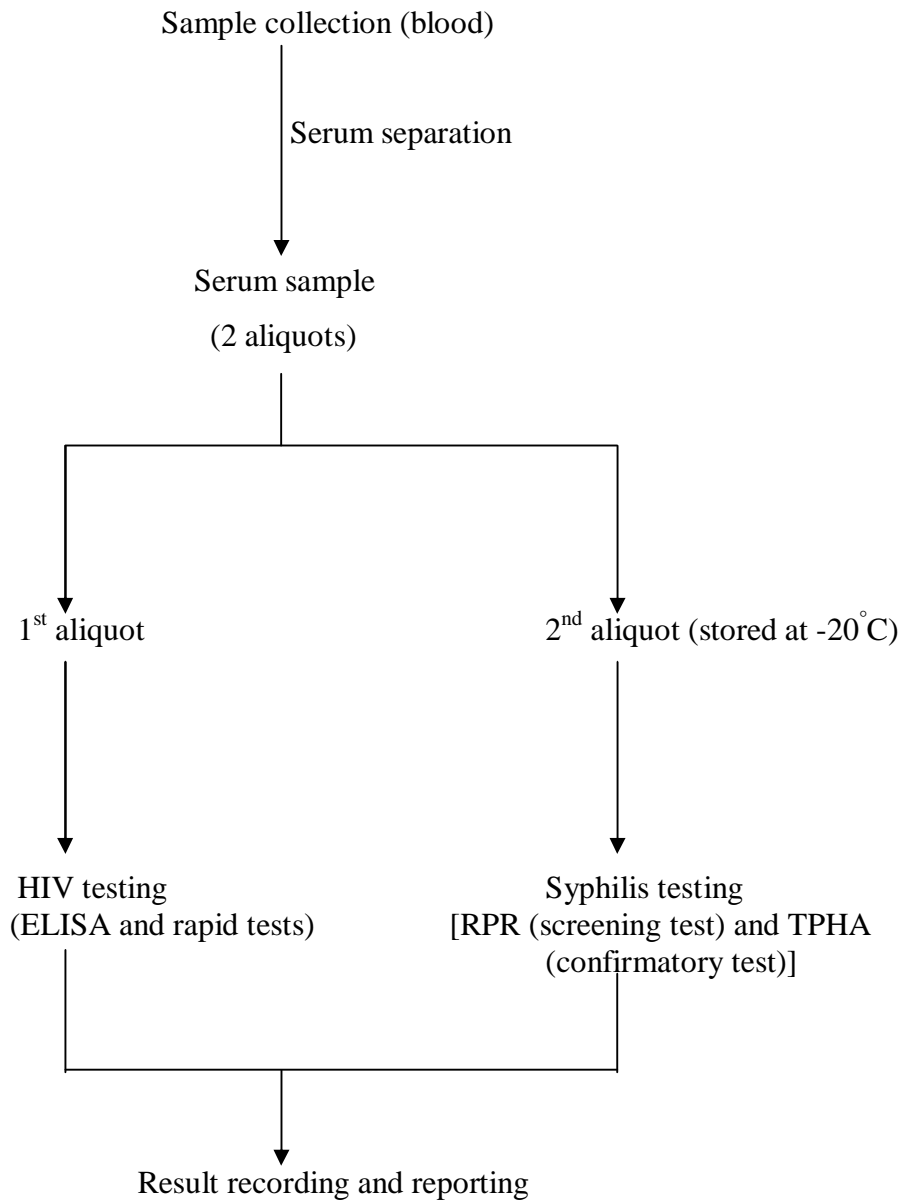 Sample collection (blood)
Serum separation
Serum sample
(2 aliquots)
1st aliquot
2nd aliquot (stored at -20°C)
HIV testing
(ELISA and rapid tests)
Syphilis testing
[RPR (screening test) and TPHA
(confirmatory test)]
Result recording and reporting